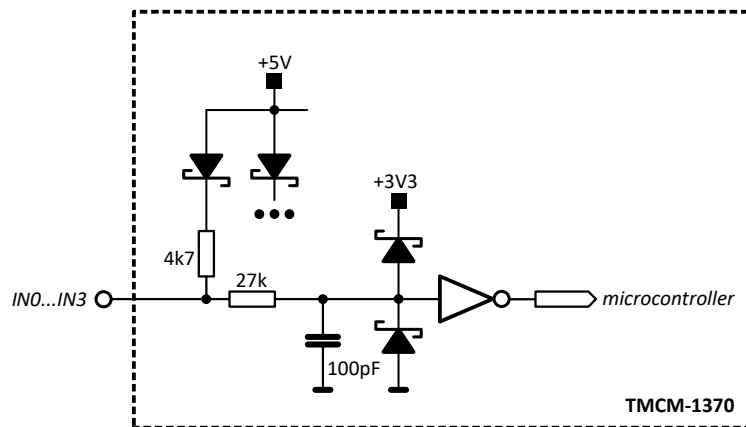 +5V
+3V3
4k7
27k
IN0...IN3
microcontroller
100pF
TMCM-1370